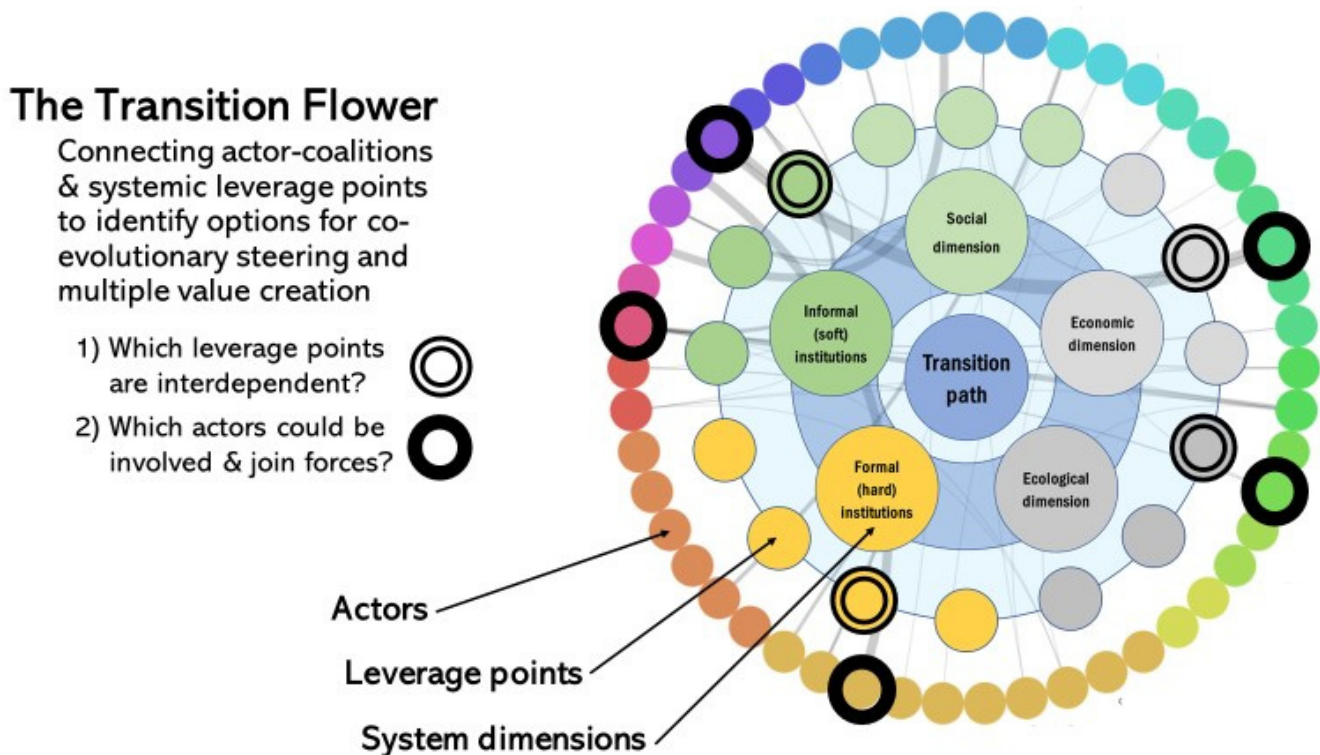 The Transition Flower
Connecting actor-coalitions
& systemic leverage points
to identify options for co-
evolutionary steering and
multiple value creation
1) Which leverage points
are interdependent?
2) Which actors could be
involved & join forces?
Social
dimension
Informal
(soft)
institutions
Economic
dimension
Transition
path
Formal
(hard)
institutions
Ecological
dimension
Actors
Leverage points
System dimensions